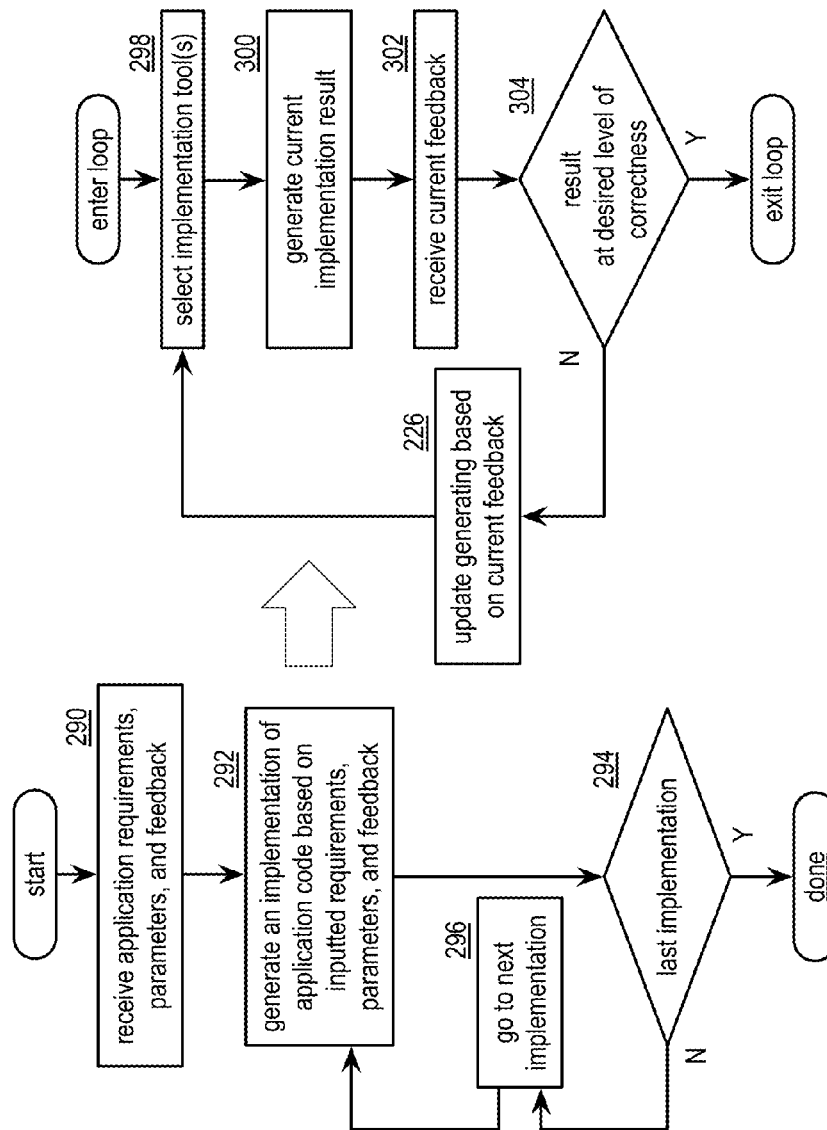 start
290
receive application requirements,
parameters, and feedback
292
generate an implementation of
application code based on
inputted requirements,
parameters, and feedback
296
go to next
implementation
294
last implementation
N
Y
done
enter loop
298
select implementation tool(s)
300
generate current
implementation result
302
receive current feedback
304
result
at desired level of
correctness
N
Y
226
update generating based
on current feedback
exit loop